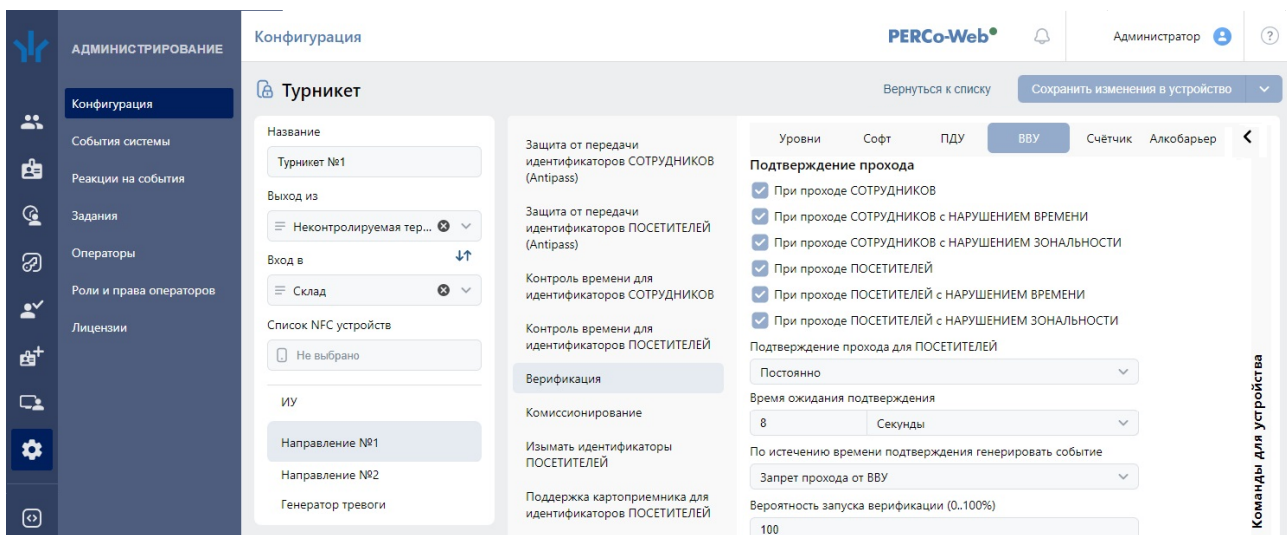 АДМИНИСТРИРОВАНИЕ
Конфигурация
События системы
Реакции на события
Задания
Операторы
Роли и права операторов
Лицензии
Конфигурация
PERCo-Web
Администратор
?
Турникет
Вернуться к списку
Сохранить изменения в устройство
Название
Турникет №1
Выход из
Неконтролируемая тер...
Вход в
Склад
Список NFC устройств
Не выбрано
ИУ
Направление №1
Направление №2
Генератор тревоги
Защита от передачи
идентификаторов СОТРУДНИКОВ
(Antipass)
Защита от передачи
идентификаторов ПОСЕТИТЕЛЕЙ
(Antipass)
Контроль времени для
идентификаторов СОТРУДНИКОВ
Контроль времени для
идентификаторов ПОСЕТИТЕЛЕЙ
Верификация
Комиссионирование
Изымать идентификаторы
ПОСЕТИТЕЛЕЙ
Поддержка картоприемника для
идентификаторов ПОСЕТИТЕЛЕЙ
Уровни Софт ПДУ ВВУ Счётчик Алкобарьер
Подтверждение прохода
При проходе СОТРУДНИКОВ
При проходе СОТРУДНИКОВ с НАРУШЕНИЕМ ВРЕМЕНИ
При проходе СОТРУДНИКОВ с НАРУШЕНИЕМ ЗОНАЛЬНОСТИ
При проходе ПОСЕТИТЕЛЕЙ
При проходе ПОСЕТИТЕЛЕЙ с НАРУШЕНИЕМ ВРЕМЕНИ
При проходе ПОСЕТИТЕЛЕЙ с НАРУШЕНИЕМ ЗОНАЛЬНОСТИ
Подтверждение прохода для ПОСЕТИТЕЛЕЙ
Постоянно
Время ожидания подтверждения
8 Секунды
По истечению времени подтверждения генерировать событие
Запрет прохода от ВВУ
Вероятность запуска верификации (0..100%)
100
Команды для устройства